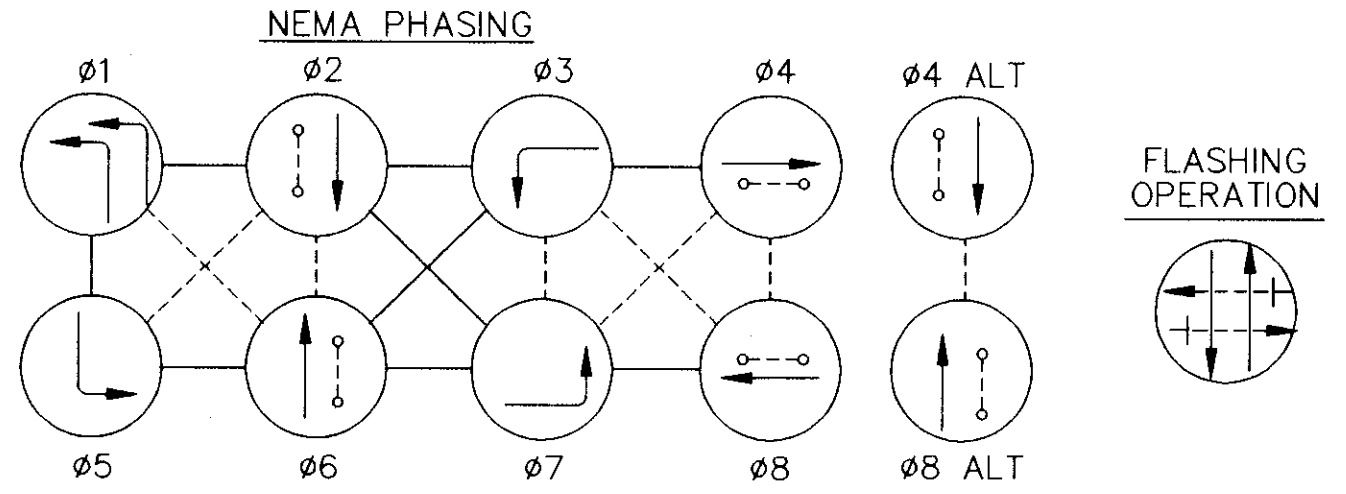 NEMA PHASING
ø1 ø2 ø3 ø4 ø4 ALT
FLASHING
OPERATION
ø5 ø6 ø7 ø8 ø8 ALT